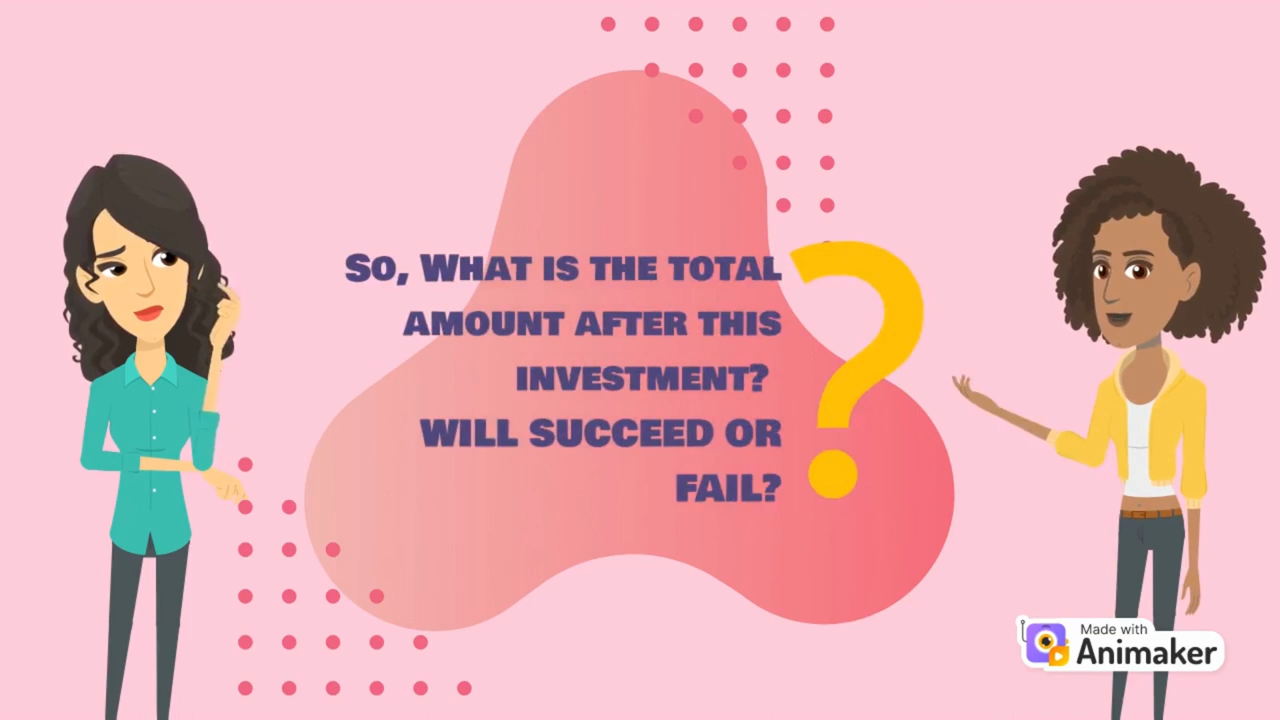 So, What is the total
amount after this
investment?
will succeed or
fail?
?
Made with
Animaker